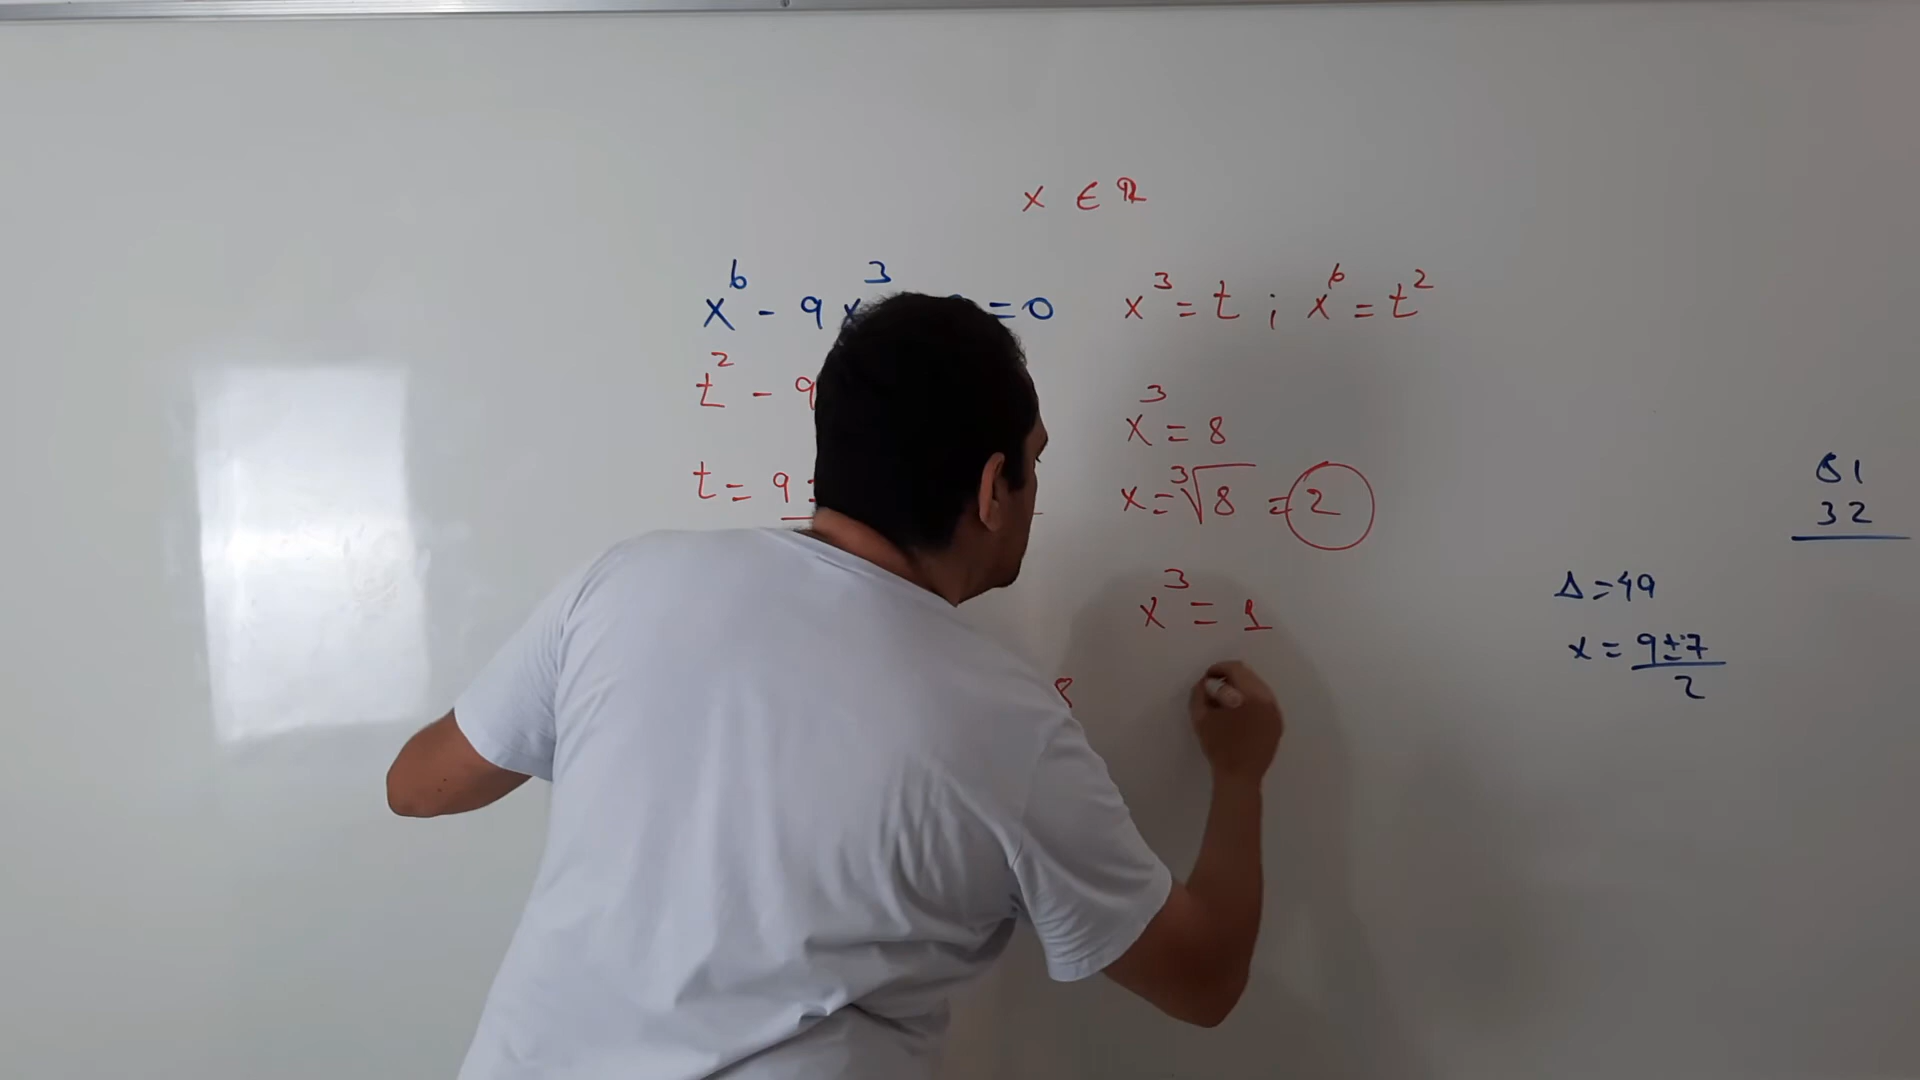 x ∈ ℝ
x⁶ - 9x³ = 0
x³ = t ; x⁶ = t²
t² - 9
t = 9
x³ = 8
x = ∛8 = 2
x³ = 1
8
81
32
Δ = 49
x = 9±7
2